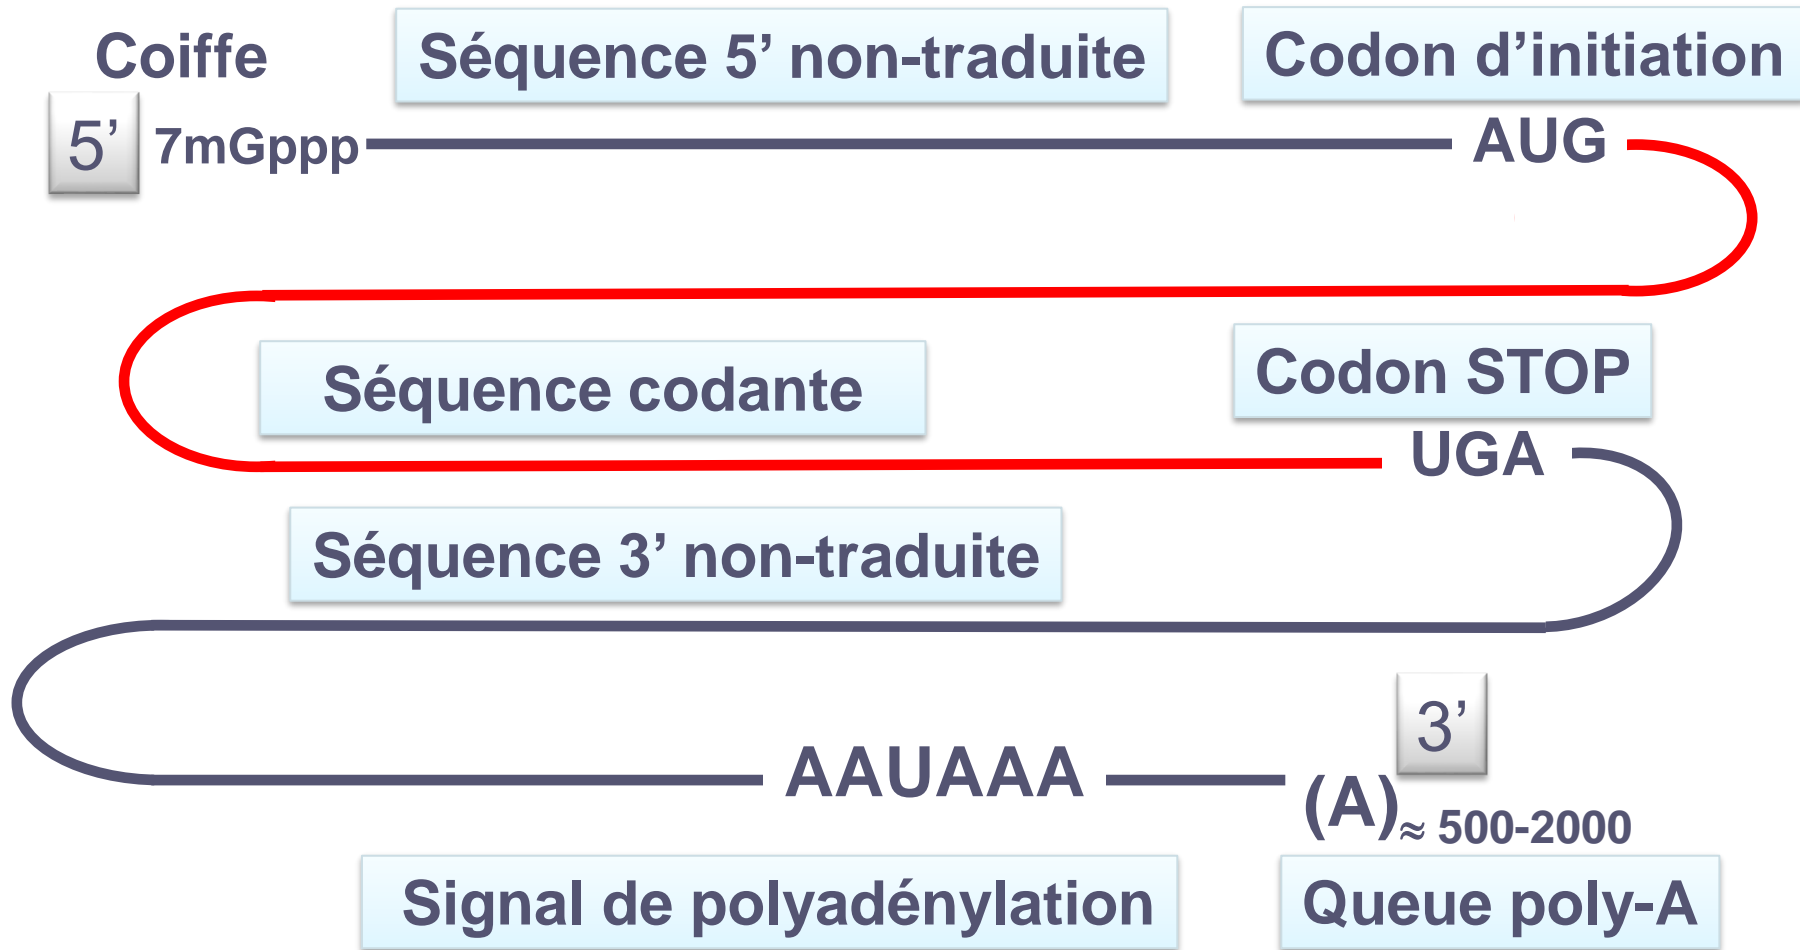 Coiffe
Séquence 5’ non-traduite
Codon d’initiation
5’
7mGppp
AUG
Séquence codante
Codon STOP
UGA
Séquence 3’ non-traduite
3’
AAUAAA
(A)≈ 500-2000
Signal de polyadénylation
Queue poly-A